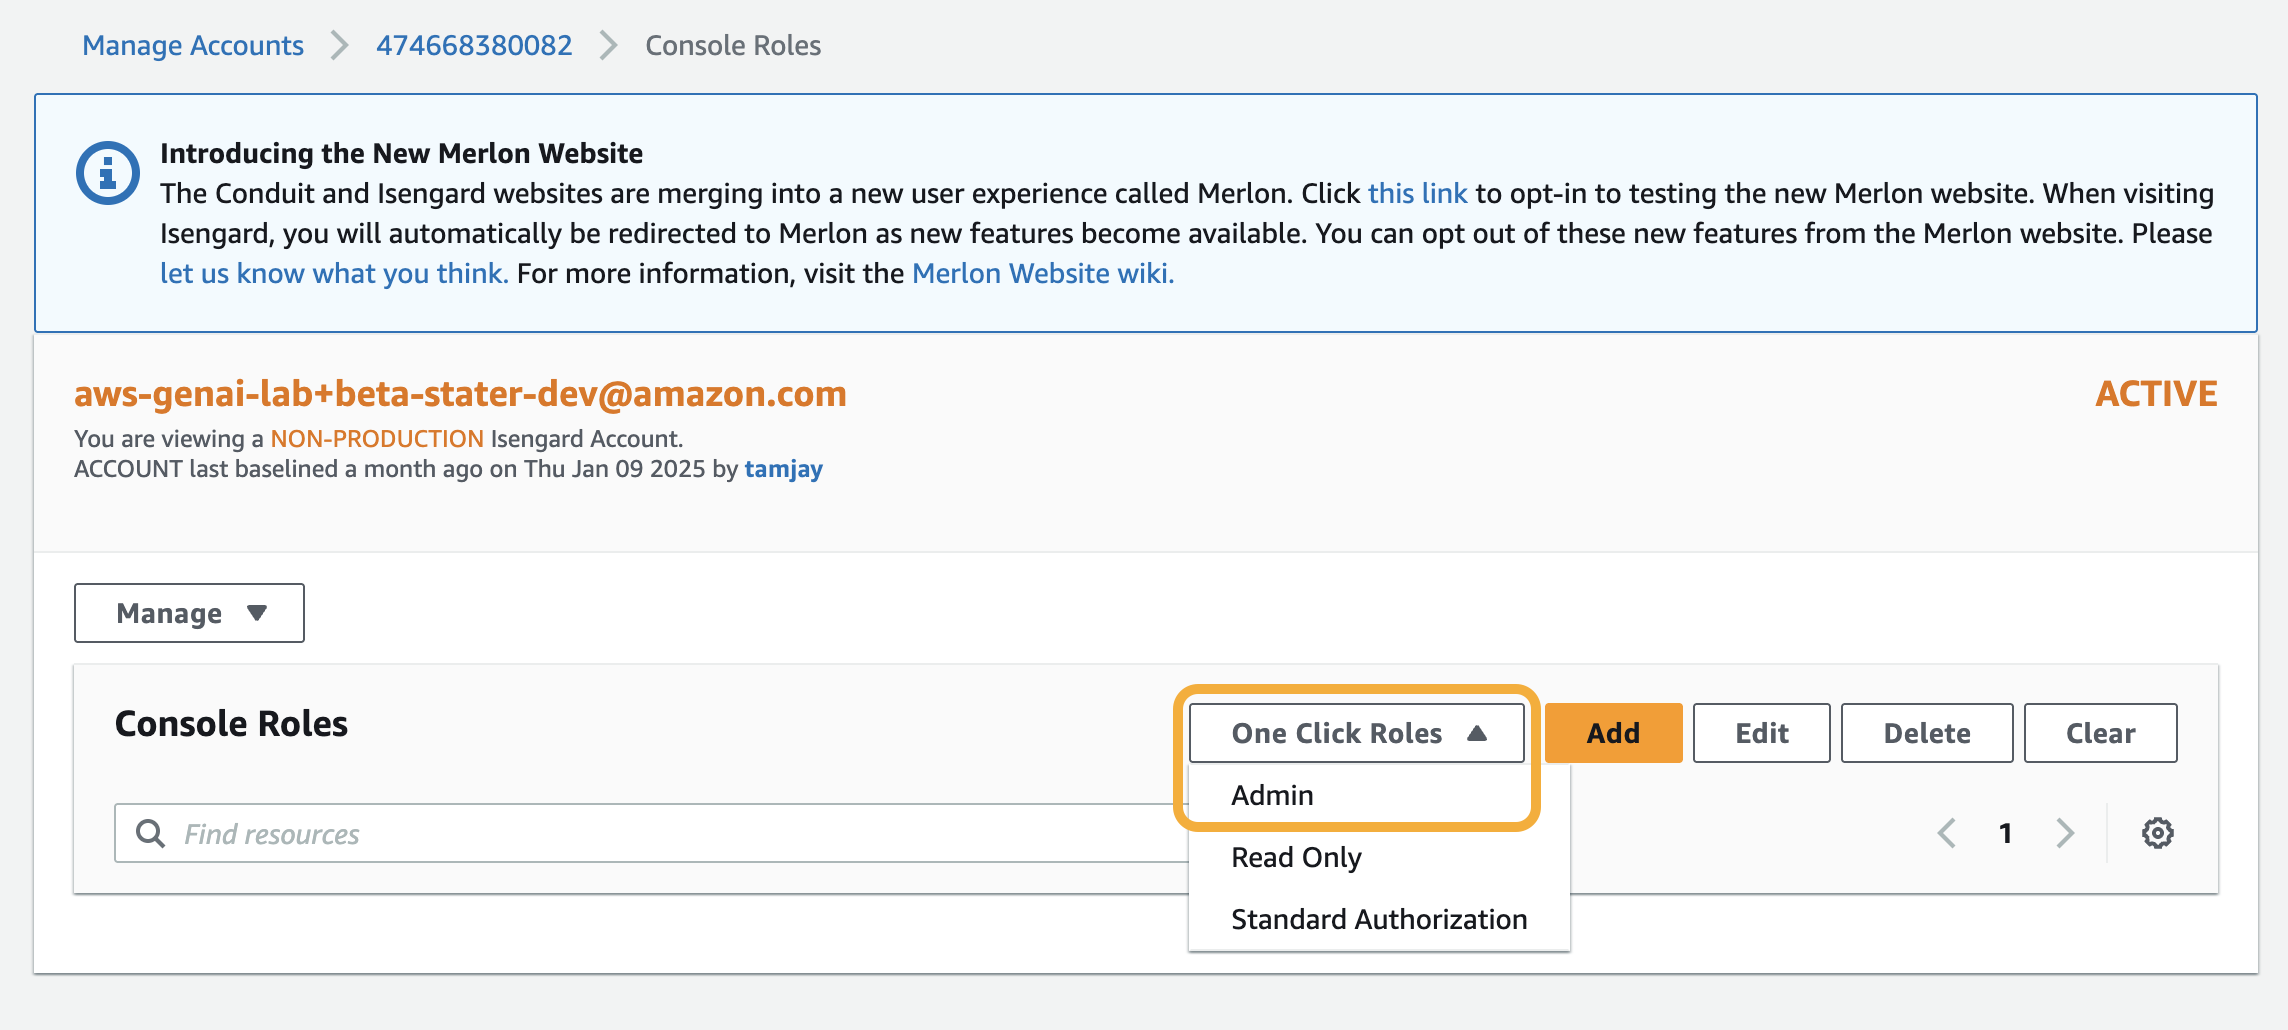 Manage Accounts > 474668380082 > Console Roles
Introducing the New Merlon Website
The Conduit and Isengard websites are merging into a new user experience called Merlon. Click this link to opt-in to testing the new Merlon website. When visiting
Isengard, you will automatically be redirected to Merlon as new features become available. You can opt out of these new features from the Merlon website. Please
let us know what you think. For more information, visit the Merlon Website wiki.
aws-genai-lab+beta-stater-dev@amazon.com ACTIVE
You are viewing a NON-PRODUCTION Isengard Account.
ACCOUNT last baselined a month ago on Thu Jan 09 2025 by tamjay
Manage
Console Roles One Click Roles Add Edit Delete Clear
Admin
Find resources 1
Read Only
Standard Authorization